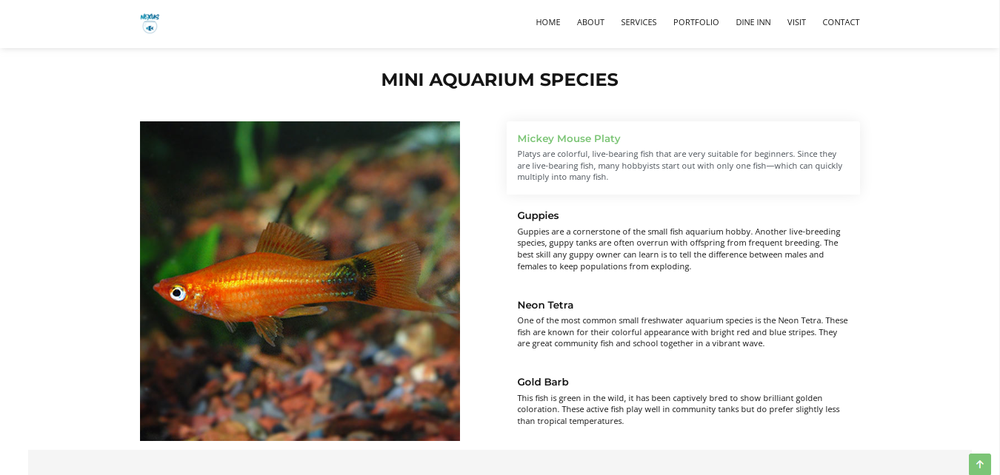 NEXUS
HOME ABOUT SERVICES PORTFOLIO DINE INN VISIT CONTACT
MINI AQUARIUM SPECIES
Mickey Mouse Platy
Platys are colorful, live-bearing fish that are very suitable for beginners. Since they
are live-bearing fish, many hobbyists start out with only one fish—which can quickly
multiply into many fish.
Guppies
Guppies are a cornerstone of the small fish aquarium hobby. Another live-breeding
species, guppy tanks are often overrun with offspring from frequent breeding. The
best skill any guppy owner can learn is to tell the difference between males and
females to keep populations from exploding.
Neon Tetra
One of the most common small freshwater aquarium species is the Neon Tetra. These
fish are known for their colorful appearance with bright red and blue stripes. They
are great community fish and school together in a vibrant wave.
Gold Barb
This fish is green in the wild, it has been captively bred to show brilliant golden
coloration. These active fish play well in community tanks but do prefer slightly less
than tropical temperatures.